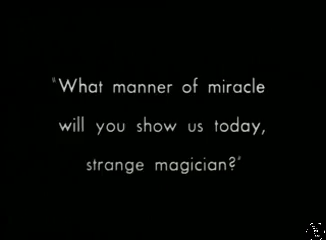 "What manner of miracle
will you show us today,
strange magician?"